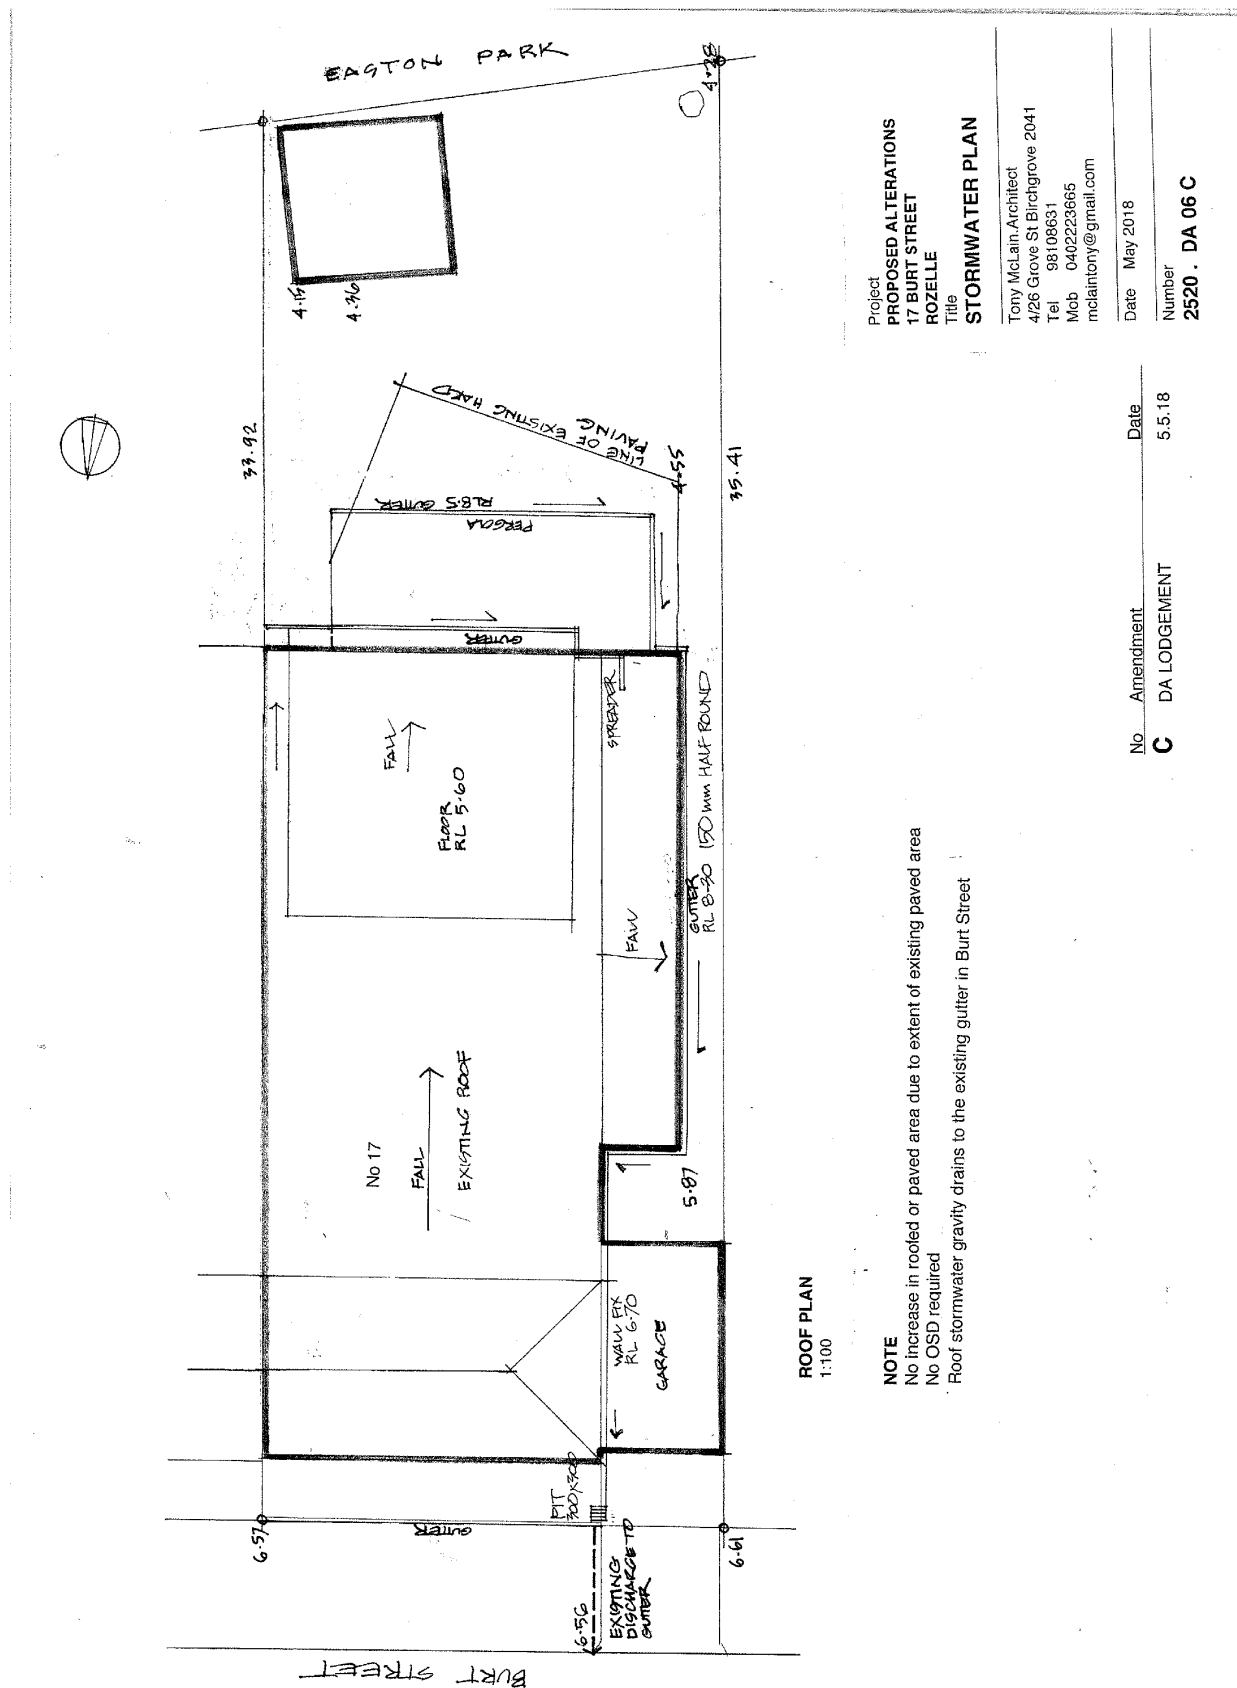 EASTON PARK
4.28
4.15
4.36
33.92
LINE OF EXISTING HARD
PAVING
4.55
35.41
RL8.5 GUTTER
PERGOLA
GUTTER
SPREADER
FALL
FLOOR
RL 5.60
GUTTER
RL 8.30 150mm HALF ROUND
FALL
No 17
FALL
EXISTING ROOF
5.87
WALL FIX
RL 6.70
GARAGE
PIT
300x300
GUTTER
6.57
6.61
6.56
EXISTING
DISCHARGE TO
GUTTER
BURT STREET
ROOF PLAN
1:100
NOTE
No increase in roofed or paved area due to extent of existing paved area
No OSD required
Roof stormwater gravity drains to the existing gutter in Burt Street
No Amendment Date
C DA LODGEMENT 5.5.18
Project
PROPOSED ALTERATIONS
17 BURT STREET
ROZELLE
Title
STORMWATER PLAN
Tony McLain.Architect
4/26 Grove St Birchgrove 2041
Tel 98108631
Mob 0402223665
mclaintony@gmail.com
Date May 2018
Number
2520. DA 06 C